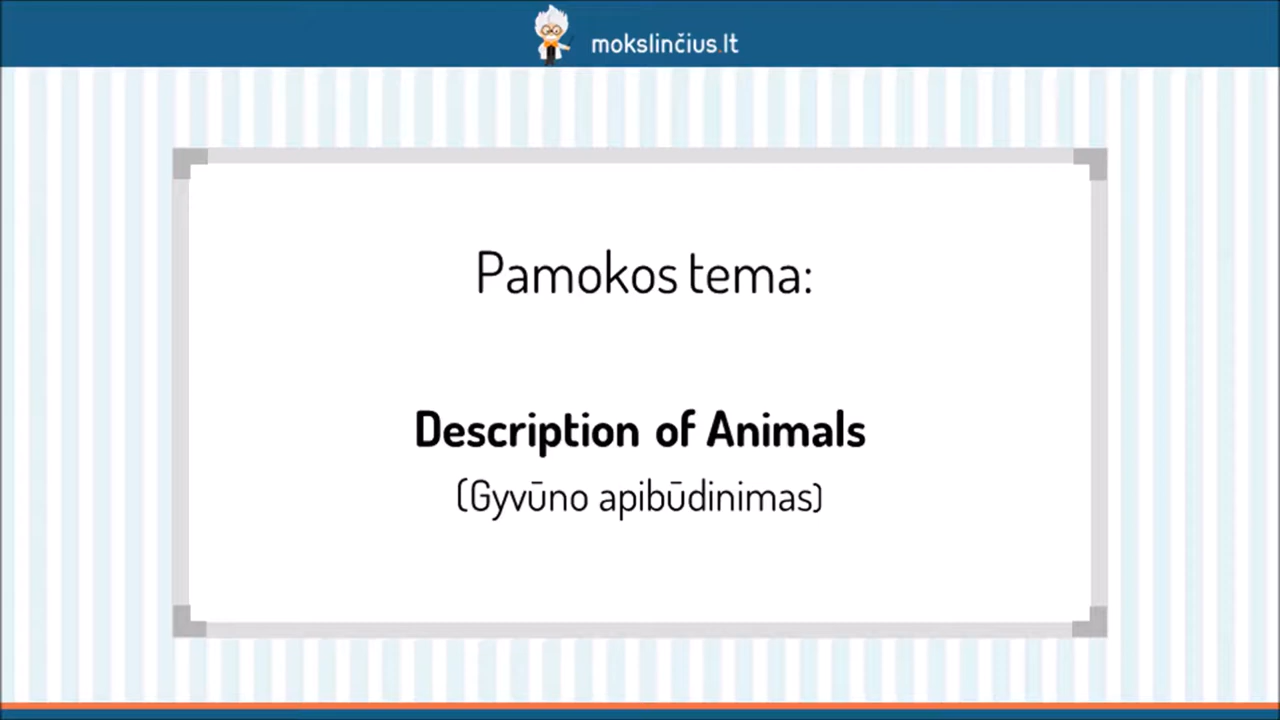 mokslinčius.lt
Pamokos tema:
Description of Animals
(Gyvūno apibūdinimas)